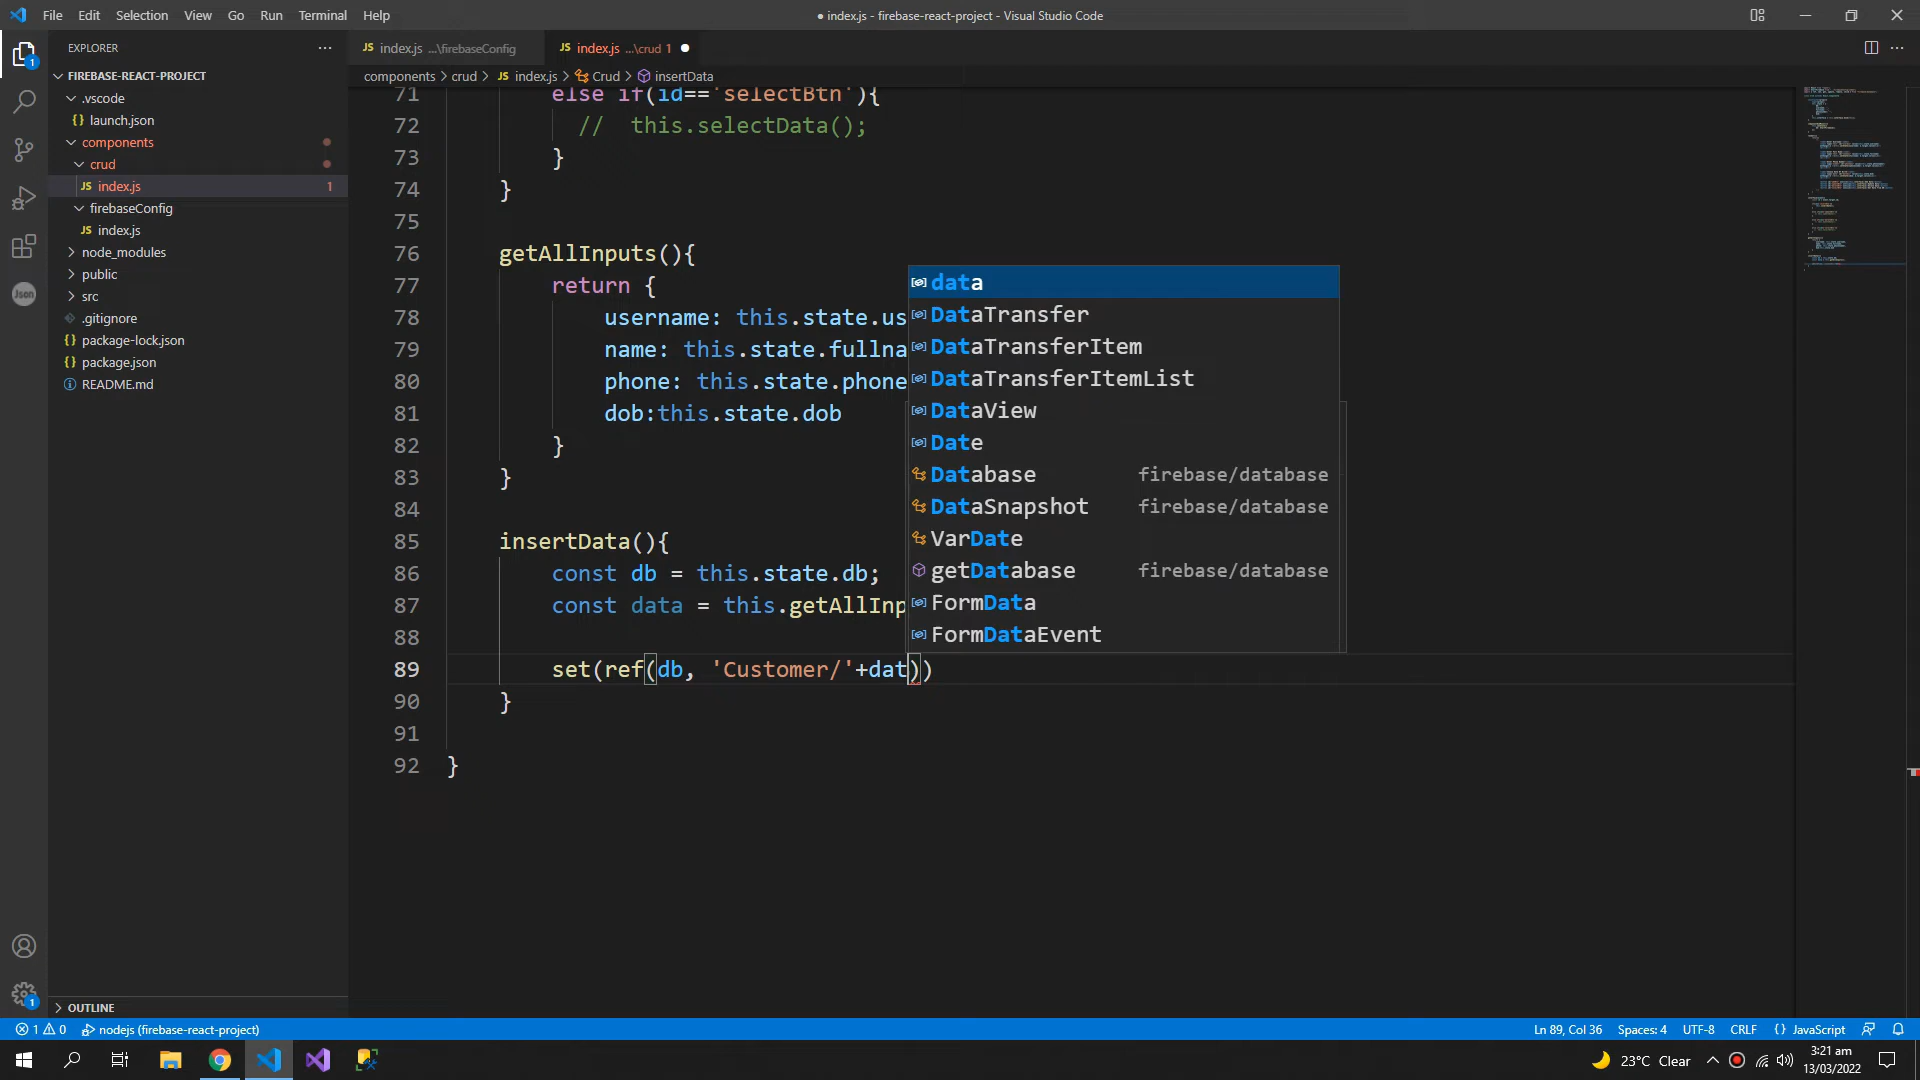 File Edit Selection View Go Run Terminal Help
● index.js - firebase-react-project - Visual Studio Code
EXPLORER
FIREBASE-REACT-PROJECT
.vscode
{} launch.json
components
crud
JS index.js 1
firebaseConfig
JS index.js
node_modules
public
src
.gitignore
{} package-lock.json
{} package.json
README.md
OUTLINE
JS index.js ...\firebaseConfig
JS index.js ...\crud 1 ●
components > crud > JS index.js > Crud > insertData
71 else if(id=='selectBtn'){
72 // this.selectData();
73 }
74 }
75
76 getAllInputs(){
77 return {
78 username: this.state.us
79 name: this.state.fullna
80 phone: this.state.phone
81 dob:this.state.dob
82 }
83 }
84
85 insertData(){
86 const db = this.state.db;
87 const data = this.getAllInp
88
89 set(ref(db, 'Customer/'+dat))
90 }
91
92 }
data
DataTransfer
DataTransferItem
DataTransferItemList
DataView
Date
Database firebase/database
DataSnapshot firebase/database
VarDate
getDatabase firebase/database
FormData
FormDataEvent
1 0 nodejs (firebase-react-project)
Ln 89, Col 36 Spaces: 4 UTF-8 CRLF {} JavaScript
23°C Clear
3:21 am
13/03/2022
1
1
Json